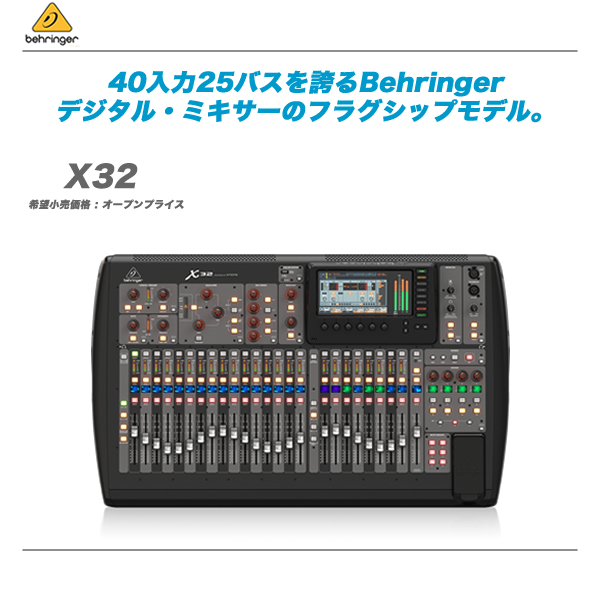 behringer
40入力25バスを誇るBehringer
デジタル・ミキサーのフラグシップモデル。
X32
希望小売価格：オープンプライス
behringer
X32